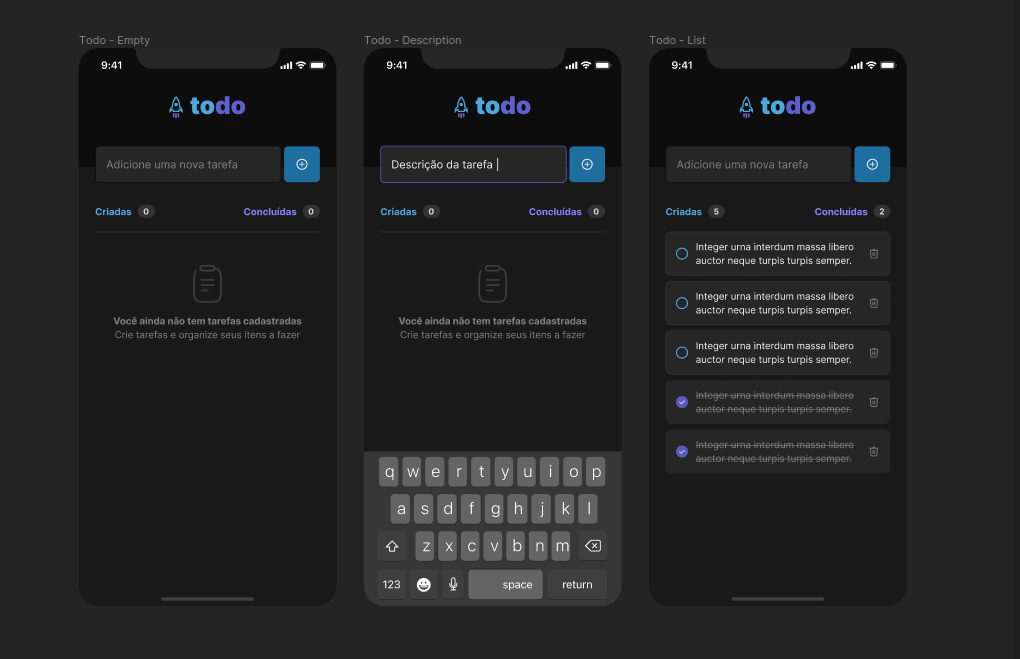 Todo - Empty
9:41
todo
Adicione uma nova tarefa
Criadas 0
Concluídas 0
Você ainda não tem tarefas cadastradas
Crie tarefas e organize seus itens a fazer
Todo - Description
9:41
todo
Descrição da tarefa
Criadas 0
Concluídas 0
Você ainda não tem tarefas cadastradas
Crie tarefas e organize seus itens a fazer
q w e r t y u i o p
a s d f g h j k l
z x c v b n m
123 space return
Todo - List
9:41
todo
Adicione uma nova tarefa
Criadas 5
Concluídas 2
Integer urna interdum massa libero
auctor neque turpis turpis semper.
Integer urna interdum massa libero
auctor neque turpis turpis semper.
Integer urna interdum massa libero
auctor neque turpis turpis semper.
Integer urna interdum massa libero
auctor neque turpis turpis semper.
Integer urna interdum massa libero
auctor neque turpis turpis semper.